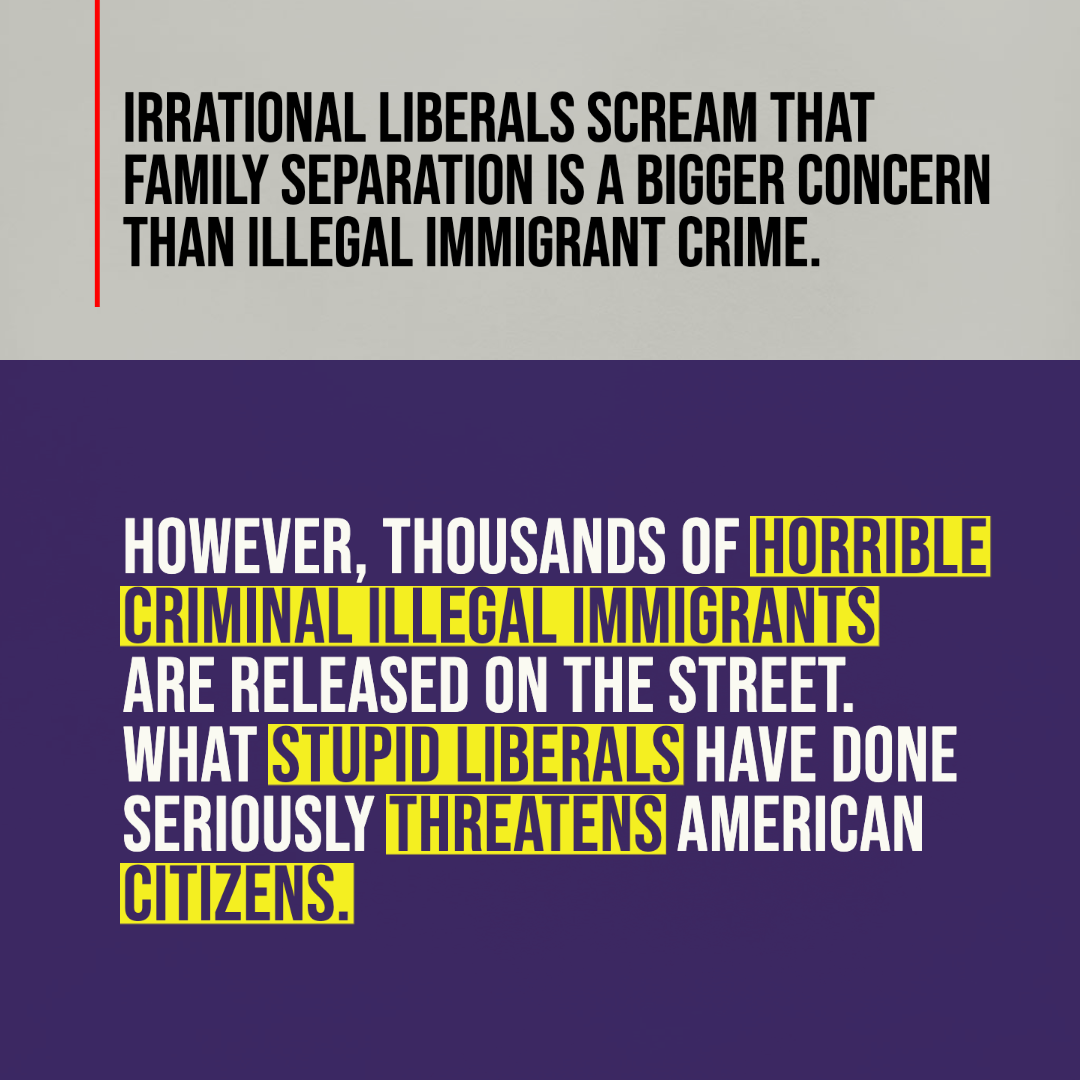 IRRATIONAL LIBERALS SCREAM THAT
FAMILY SEPARATION IS A BIGGER CONCERN
THAN ILLEGAL IMMIGRANT CRIME.
HOWEVER, THOUSANDS OF HORRIBLE
CRIMINAL ILLEGAL IMMIGRANTS
ARE RELEASED ON THE STREET.
WHAT STUPID LIBERALS HAVE DONE
SERIOUSLY THREATENS AMERICAN
CITIZENS.